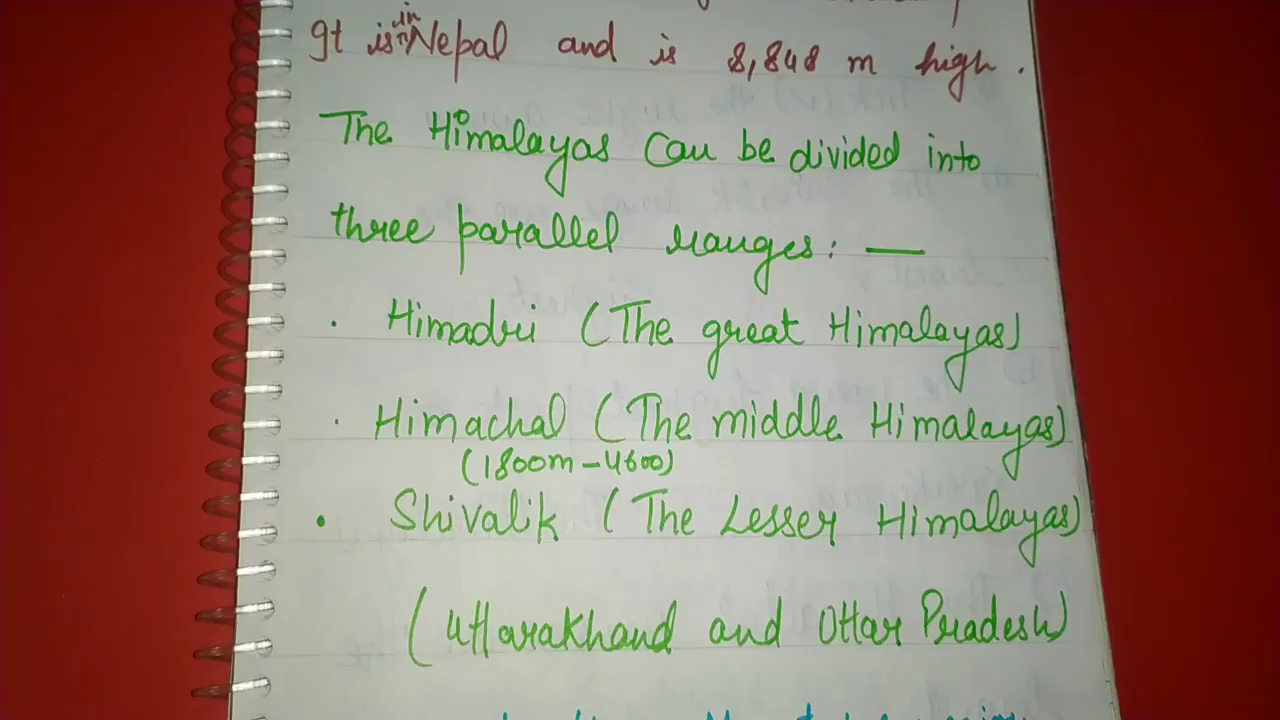 in
It is Nepal and is 8,848 m high.
The Himalayas can be divided into
three parallel ranges: —
. Himadri (The great Himalayas)
. Himachal (The middle Himalayas)
(1800m-4600)
. Shivalik (The Lesser Himalayas)
(Uttarakhand and Uttar Pradesh)